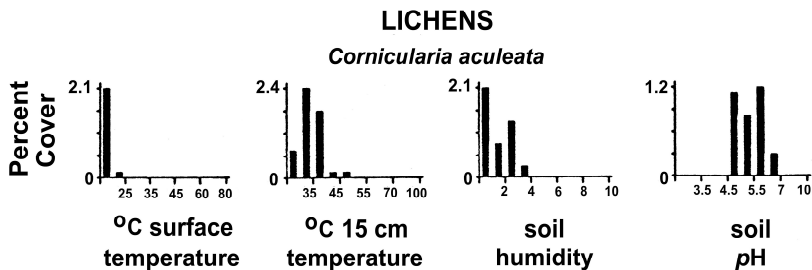 LICHENS
Cornicularia aculeata
Percent Cover
2.1
0
25 35 45 60 80
°C surface
temperature
2.4
0
35 45 55 70 100
°C 15 cm
temperature
2.1
0
2 4 6 8 10
soil
humidity
1.2
0
3.5 4.5 5.5 7 10
soil
pH